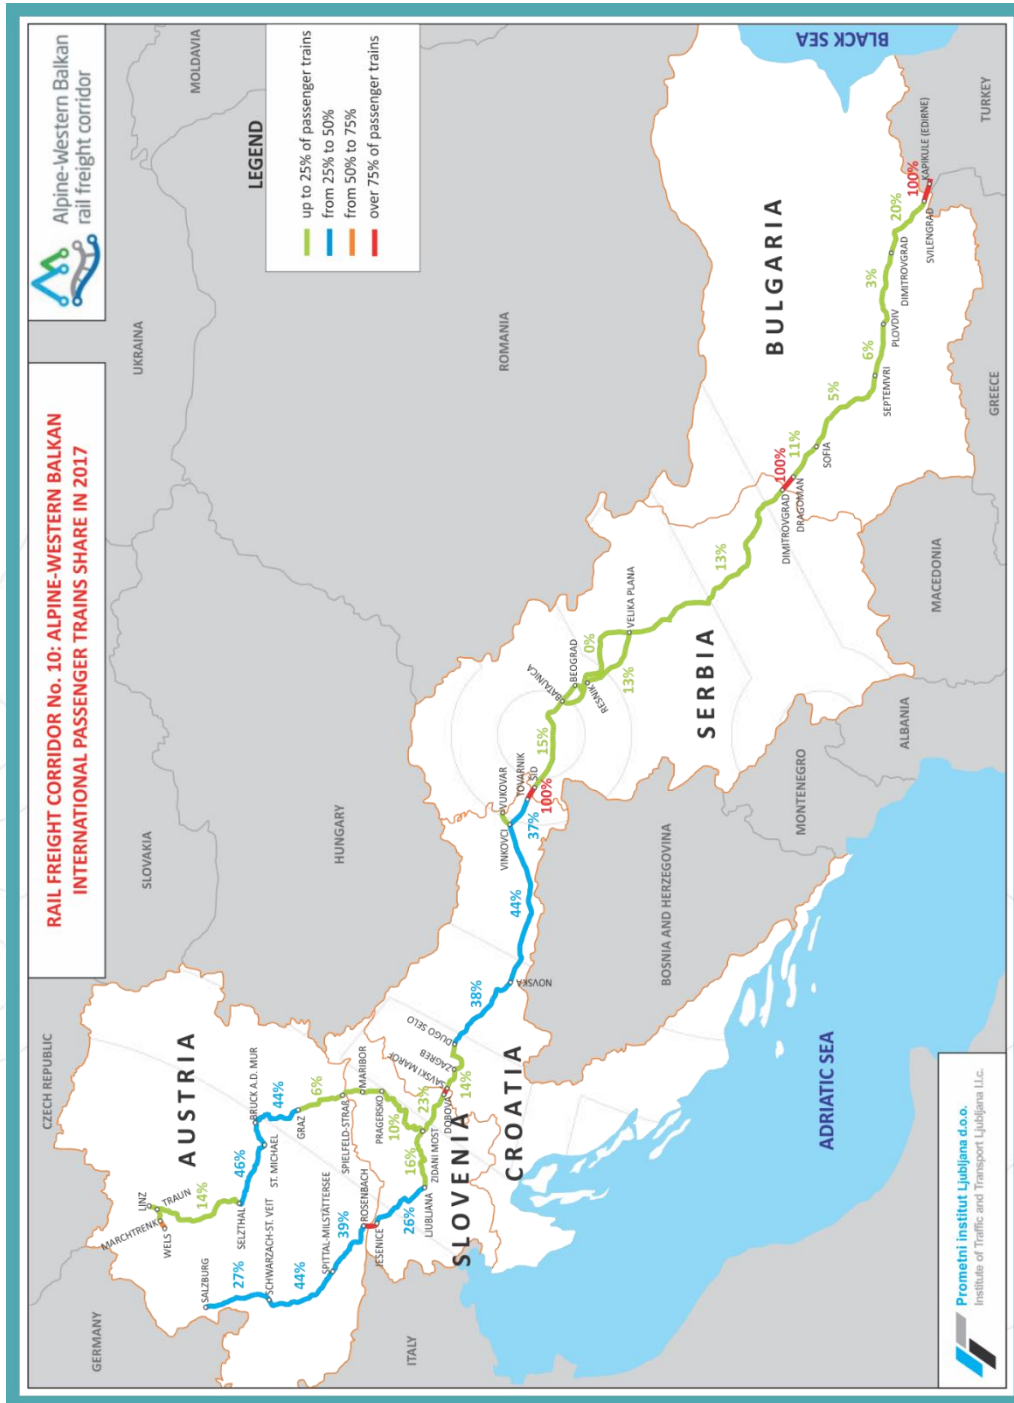 Alpine-Western Balkan
rail freight corridor
RAIL FREIGHT CORRIDOR No. 10: ALPINE-WESTERN BALKAN
INTERNATIONAL PASSENGER TRAINS SHARE IN 2017
LEGEND
up to 25% of passenger trains
from 25% to 50%
from 50% to 75%
over 75% of passenger trains
GERMANY
CZECH REPUBLIC
SLOVAKIA
UKRAINE
MOLDAVIA
HUNGARY
ROMANIA
BLACK SEA
TURKEY
GREECE
MACEDONIA
ALBANIA
MONTENEGRO
BOSNIA AND HERZEGOVINA
ADRIATIC SEA
ITALY
AUSTRIA
SLOVENIA
CROATIA
SERBIA
BULGARIA
LINZ
TRAUN
MARCHTRENK
WELS
14%
SELZTHAL
46%
ST. MICHAEL
BRUCK A.D. MUR
44%
GRAZ
6%
SPIELFELD-STRAß
MARIBOR
PRAGERSKO
10%
SALZBURG
27%
SCHWARZACH-ST. VEIT
44%
SPITTAL-MILSTÄTTERSEE
39%
ROSENBACH
JESENICE
26%
LJUBLJANA
16%
ZIDANI MOST
23%
DOBOVA
SAVSKI MAROF
14%
ZAGREB
DUGO SELO
38%
NOVSKA
44%
VINKOVCI
VUKOVAR
37%
TOVARNIK
100%
ŠID
15%
BATAJNICA
BEOGRAD
RESNIK
0%
13%
VELIKA PLANA
13%
DIMITROVGRAD
100%
DRAGOMAN
11%
SOFIA
5%
SEPTEMVRI
6%
PLOVDIV
3%
DIMITROVGRAD
20%
SVILENGRAD
100%
KAPIKULE (EDIRNE)
Prometni institut Ljubljana d.o.o.
Institute of Traffic and Transport Ljubljana l.l.c.